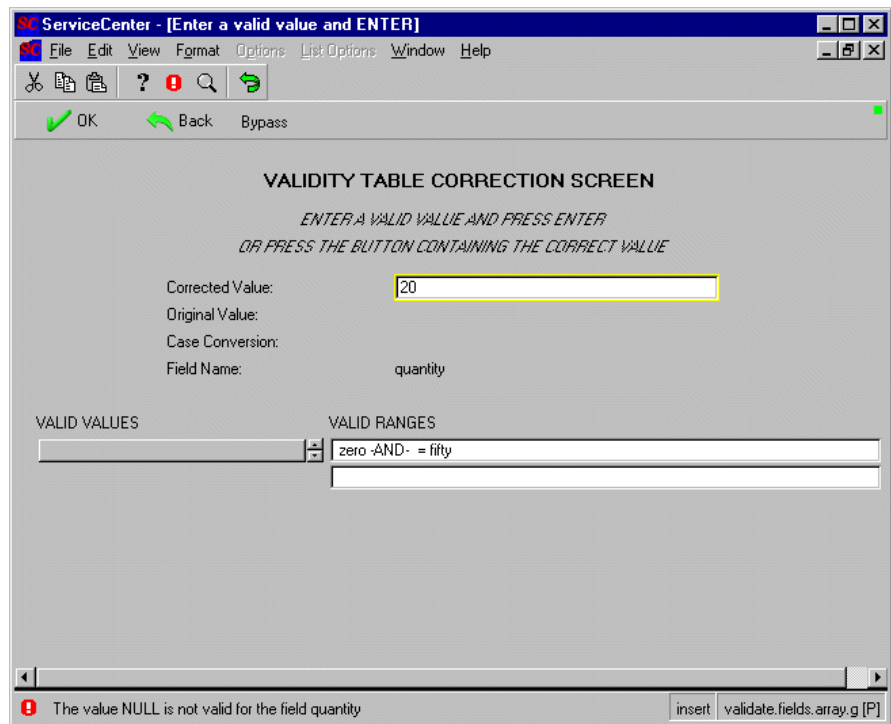 SC ServiceCenter - [Enter a valid value and ENTER]
SC File Edit View Format Options List Options Window Help
OK Back Bypass
VALIDITY TABLE CORRECTION SCREEN
ENTER A VALID VALUE AND PRESS ENTER
OR PRESS THE BUTTON CONTAINING THE CORRECT VALUE
Corrected Value: 20
Original Value:
Case Conversion:
Field Name: quantity
VALID VALUES VALID RANGES
zero -AND- = fifty
The value NULL is not valid for the field quantity insert validate.fields.array.g [P]